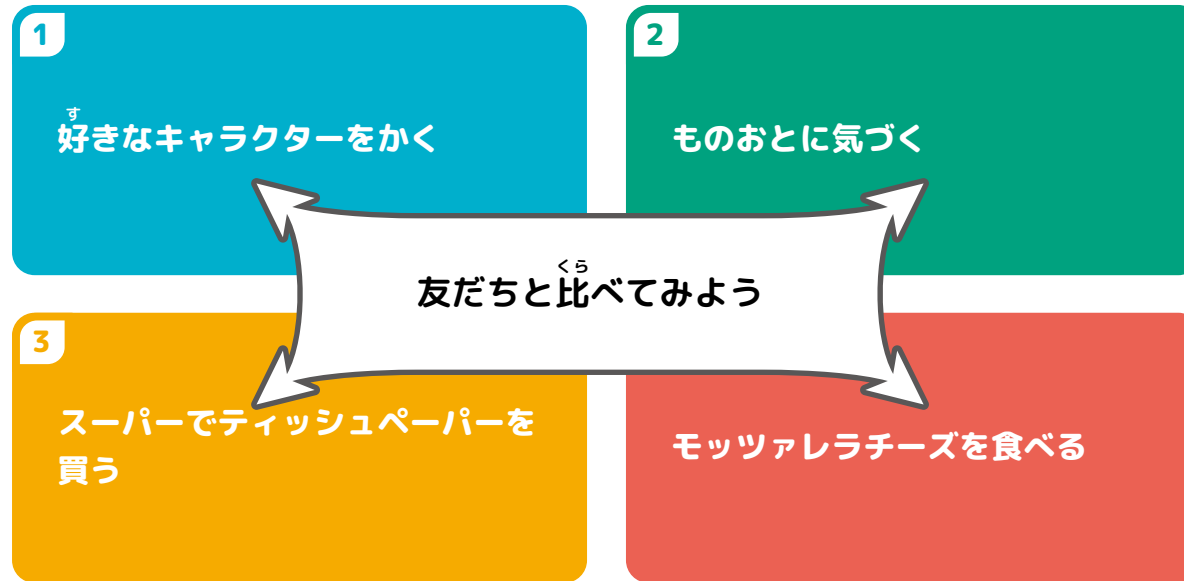 1
好きなキャラクターをかく
す
2
ものおとに気づく
友だちと比べてみよう
くら
3
スーパーでティッシュペーパーを
買う
モッツァレラチーズを食べる